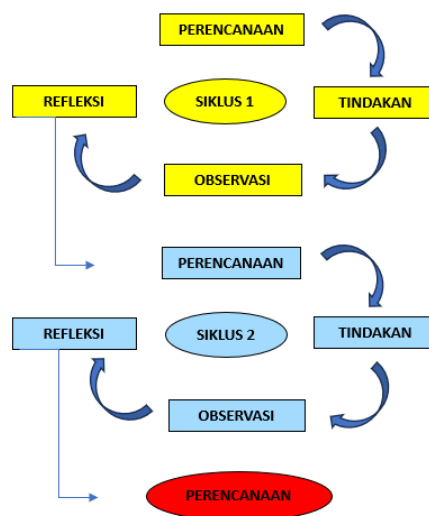 PERENCANAAN
REFLEKSI
SIKLUS 1
TINDAKAN
OBSERVASI
PERENCANAAN
REFLEKSI
SIKLUS 2
TINDAKAN
OBSERVASI
PERENCANAAN